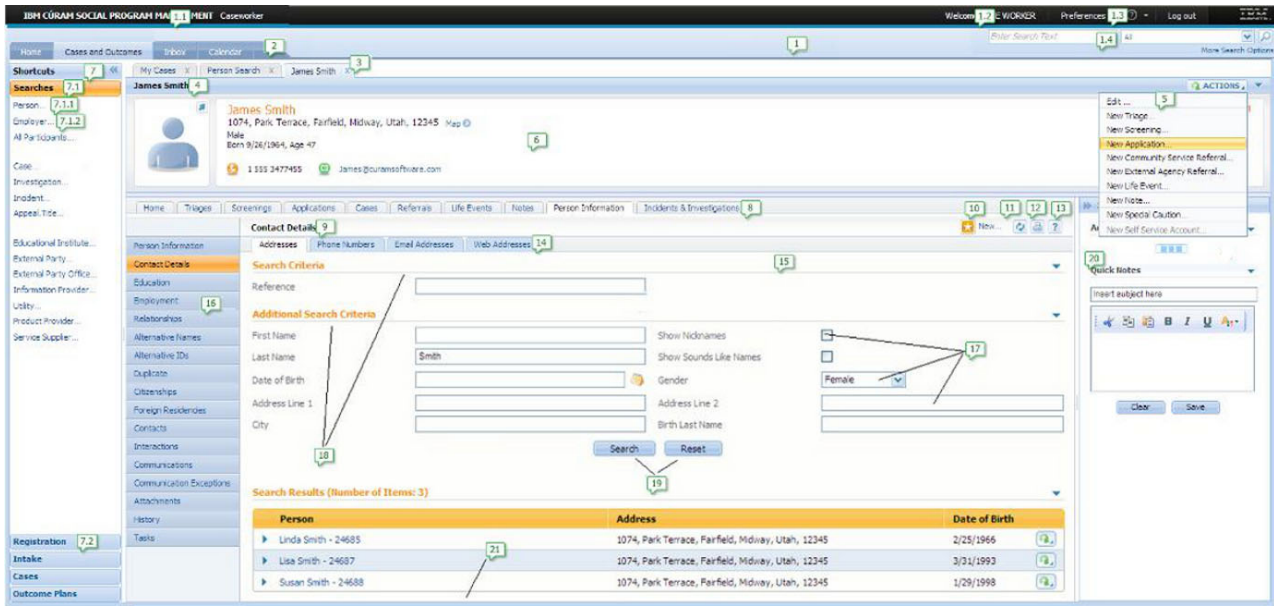 IBM CÚRAM SOCIAL PROGRAM MANAGEMENT Caseworker
1.1
Welcome
1.2
WORKER
Preferences
1.3
Log out
IBM
1
Enter Search Text
1.4
All
More Search Options
Home
Cases and Outcomes
Inbox
Calendar
2
Shortcuts
7
My Cases X
Person Search X
James Smith X
3
Searches
7.1
James Smith
4
ACTIONS
Person...
7.1.1
Employer...
7.1.2
All Participants...
Case...
Investigation...
Incident...
Appeal Title...
Educational Institute...
External Party...
External Party Office...
Information Provider...
Utility...
Product Provider...
Service Supplier...
Registration
7.2
Intake
Cases
Outcome Plans
James Smith
1074, Park Terrace, Fairfield, Midway, Utah, 12345 Map
Male
Born 9/26/1964, Age 47
6
1 555 3477455
James@curamsoftware.com
Edit ...
5
New Triage...
New Screening...
New Application...
New Community Service Referral...
New External Agency Referral...
New Life Event...
New Note...
New Special Caution...
New Self Service Account...
Home
Triages
Screenings
Applications
Cases
Referrals
Life Events
Notes
Person Information
Incidents & Investigations
8
Contact Details
9
10
11
12
13
New...
?
Person Information
Contact Details
Education
Employment
16
Relationships
Alternative Names
Alternative IDs
Duplicate
Citizenships
Foreign Residencies
Contacts
Interactions
Communications
Communication Exceptions
Attachments
History
Tasks
Addresses
Phone Numbers
Email Addresses
Web Addresses
14
Search Criteria
15
Reference
Additional Search Criteria
First Name
Show Nicknames
Last Name
Smith
Show Sounds Like Names
17
Date of Birth
Gender
Female
Address Line 1
Address Line 2
City
Birth Last Name
18
Search
Reset
19
Search Results (Number of Items: 3)
Person
Address
Date of Birth
Linda Smith - 24685
1074, Park Terrace, Fairfield, Midway, Utah, 12345
2/25/1966
21
Lisa Smith - 24687
1074, Park Terrace, Fairfield, Midway, Utah, 12345
3/31/1993
Susan Smith - 24688
1074, Park Terrace, Fairfield, Midway, Utah, 12345
1/29/1998
20
Quick Notes
Insert subject here
B I U A
Clear
Save